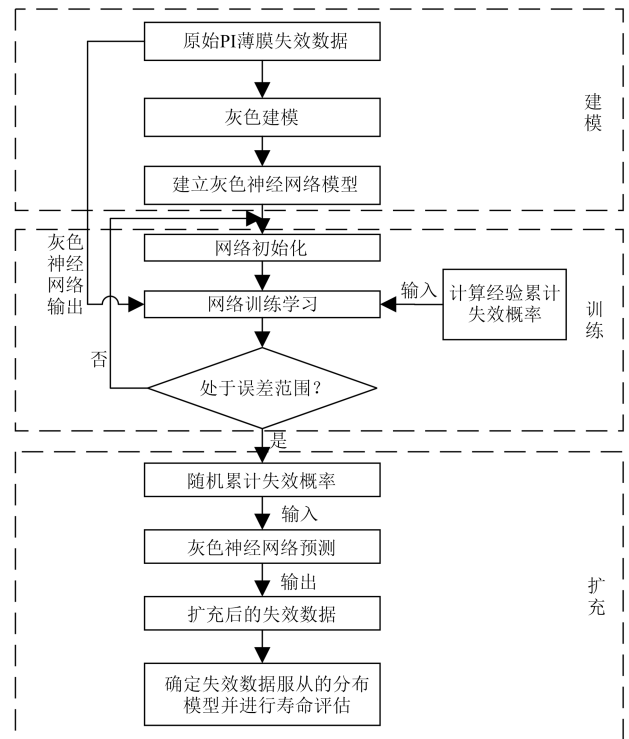 原始PI薄膜失效数据
灰色建模
建立灰色神经网络模型
建
模
网络初始化
灰色
神经
网络
输出
网络训练学习
输入
计算经验累计
失效概率
训
练
否
处于误差范围？
是
随机累计失效概率
输入
灰色神经网络预测
输出
扩充后的失效数据
扩
充
确定失效数据服从的分布
模型并进行寿命评估